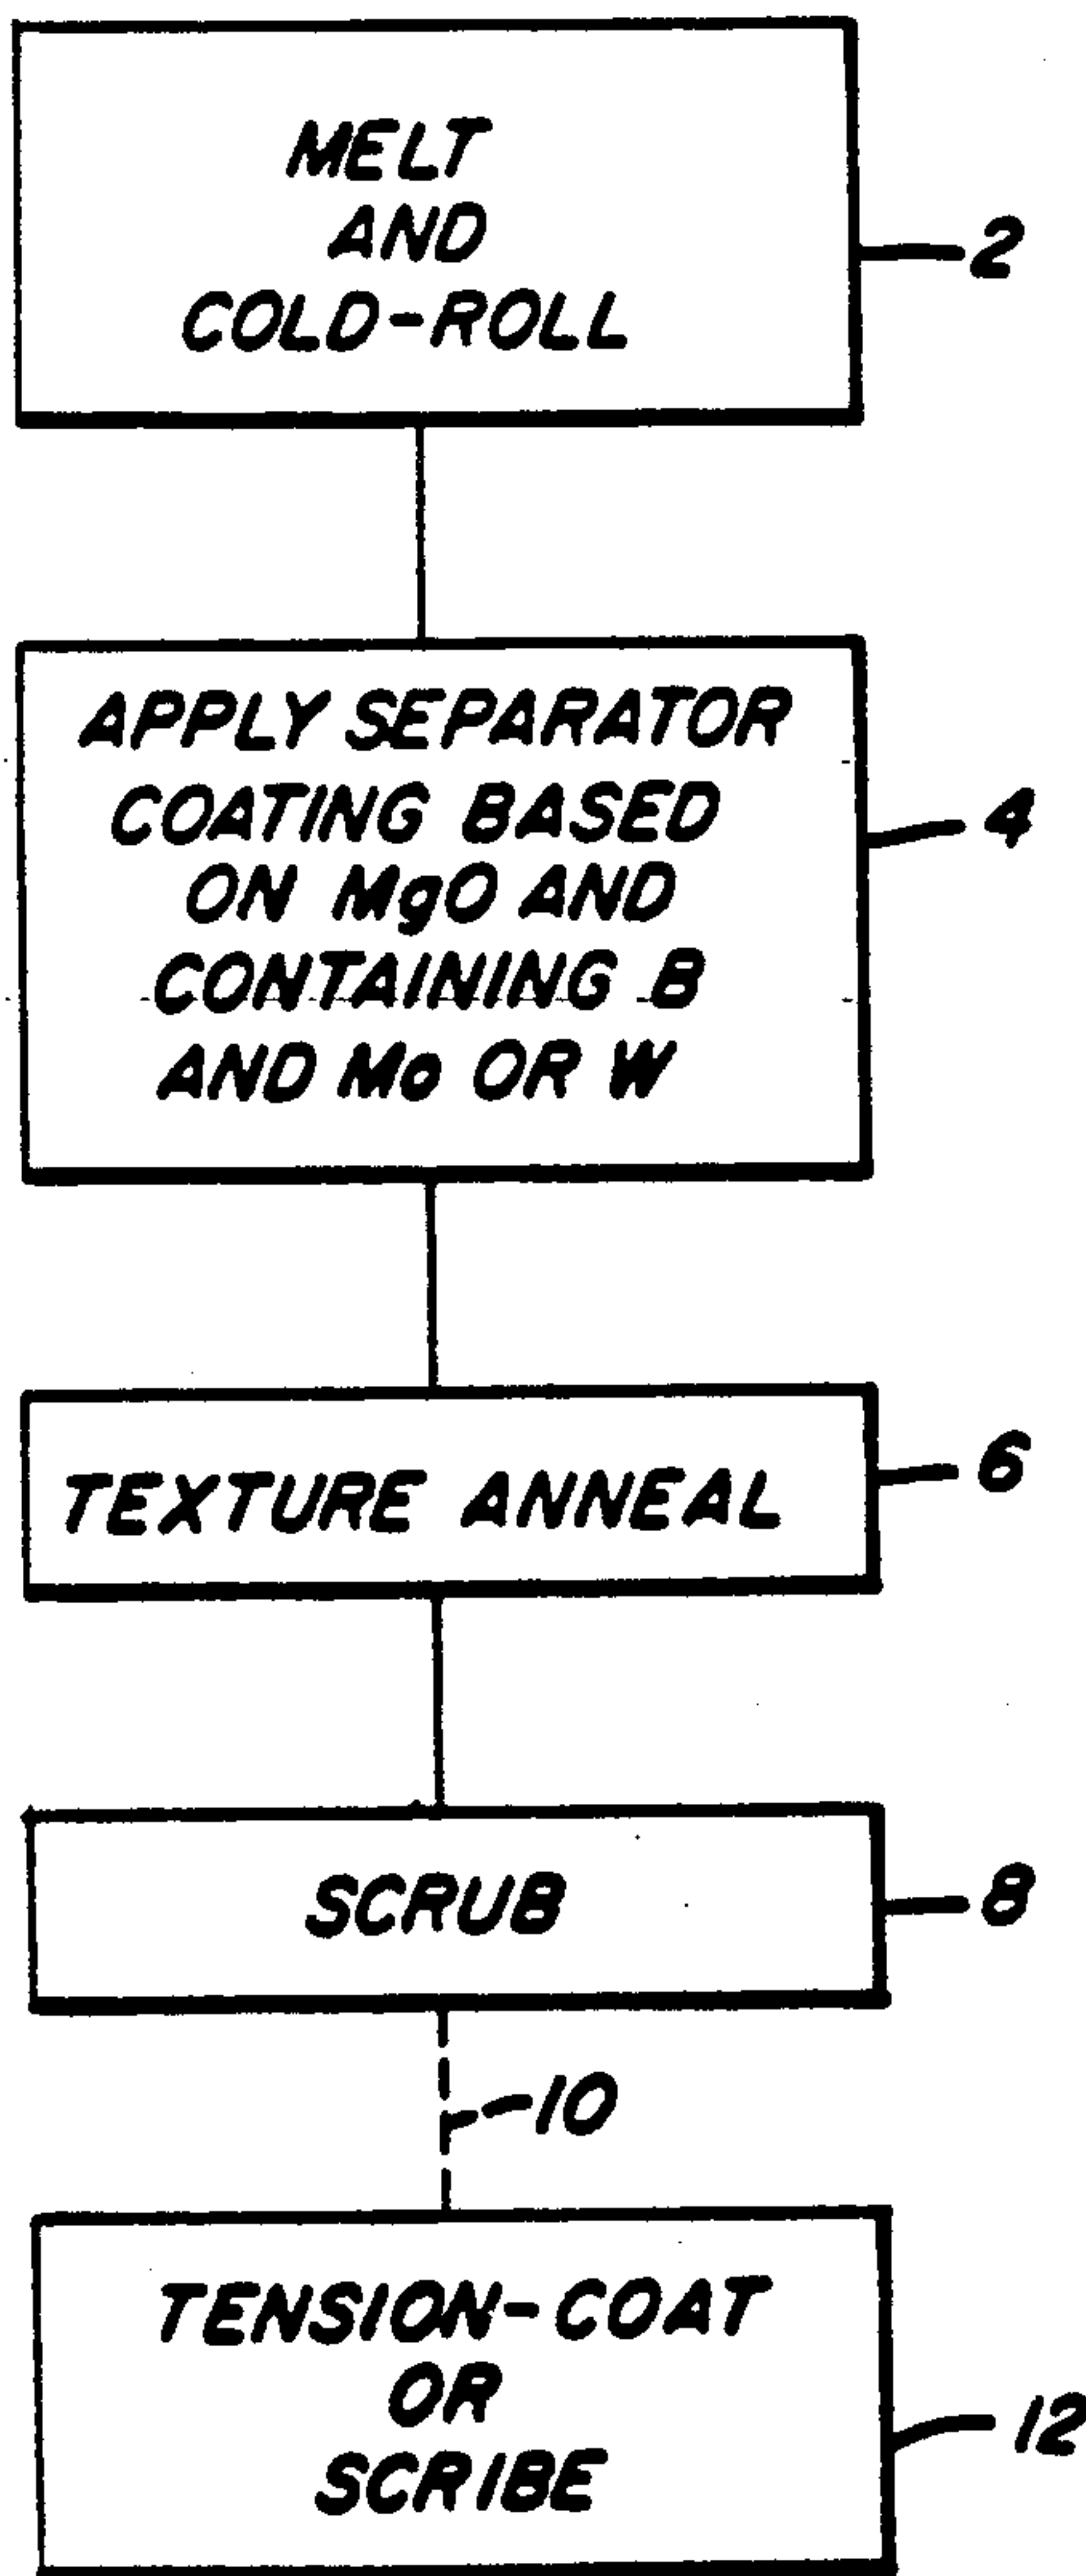 MELT
AND
COLD-ROLL
2
APPLY SEPARATOR
COATING BASED
ON MgO AND
CONTAINING B
AND Mo OR W
4
TEXTURE ANNEAL
6
SCRUB
8
10
TENSION-COAT
OR
SCRIBE
12